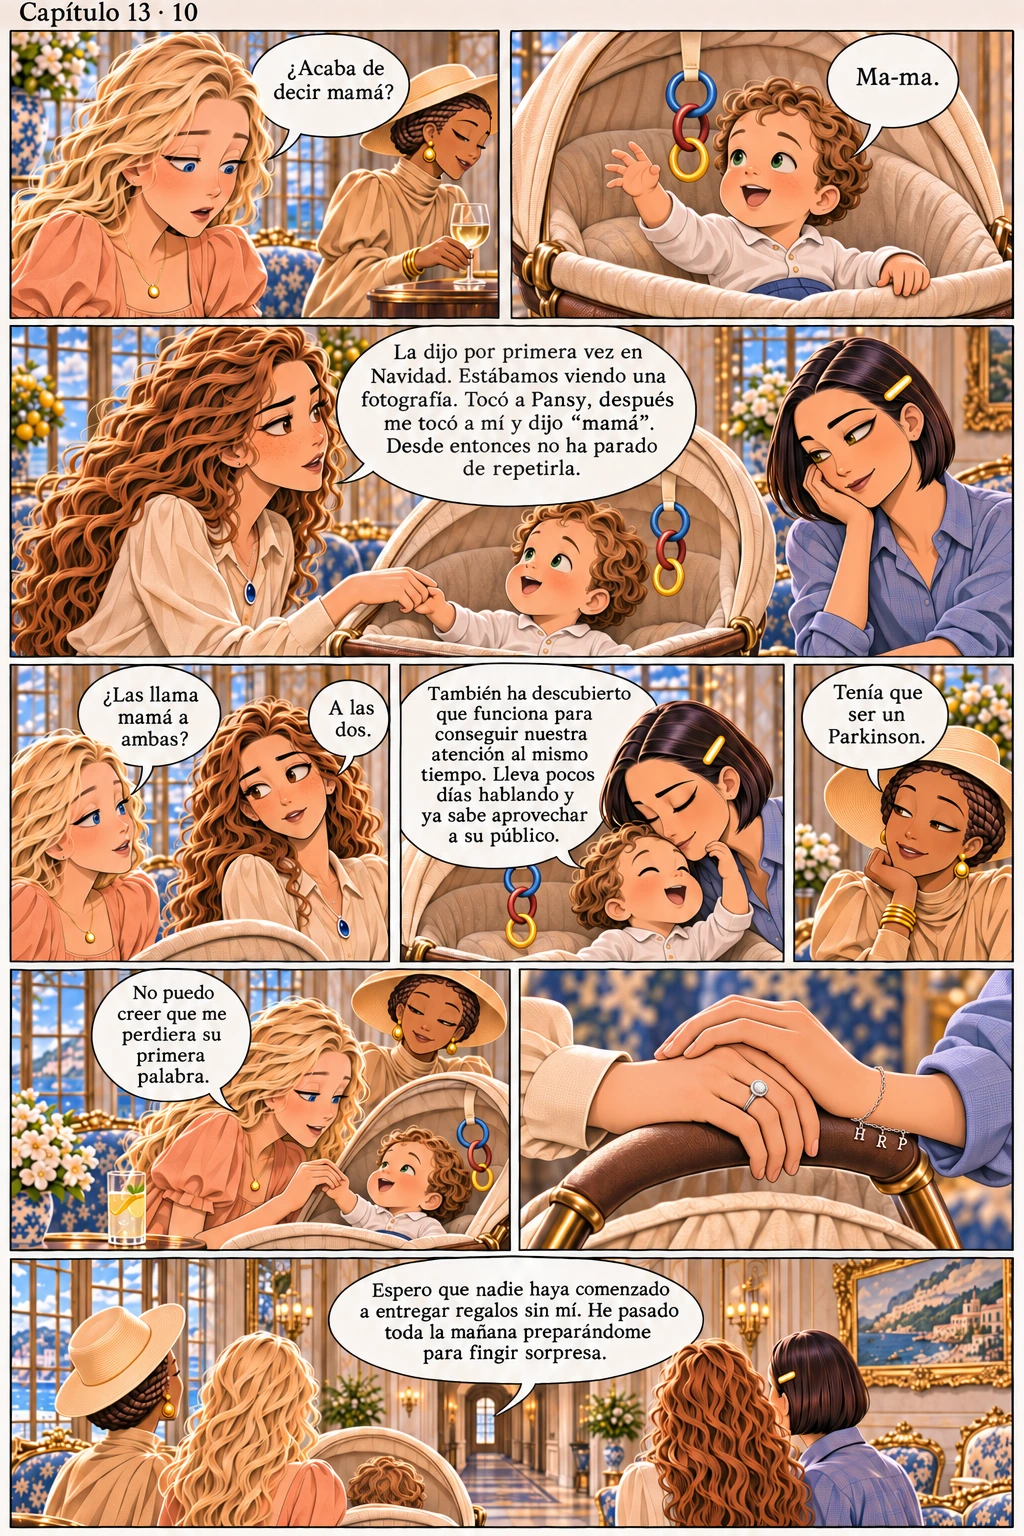 Capítulo 13 · 10
¿Acaba de
decir mamá?
Ma-ma.
La dijo por primera vez en
Navidad. Estábamos viendo una
fotografía. Tocó a Pansy, después
me tocó a mí y dijo “mamá”.
Desde entonces no ha parado
de repetirla.
¿Las llama
mamá a
ambas?
A las
dos.
También ha descubierto
que funciona para
conseguir nuestra
atención al mismo
tiempo. Lleva pocos
días hablando y
ya sabe aprovechar
a su público.
Tenía que
ser un
Parkinson.
No puedo
creer que me
perdiera su
primera
palabra.
H R P
Espero que nadie haya comenzado
a entregar regalos sin mí. He pasado
toda la mañana preparándome
para fingir sorpresa.